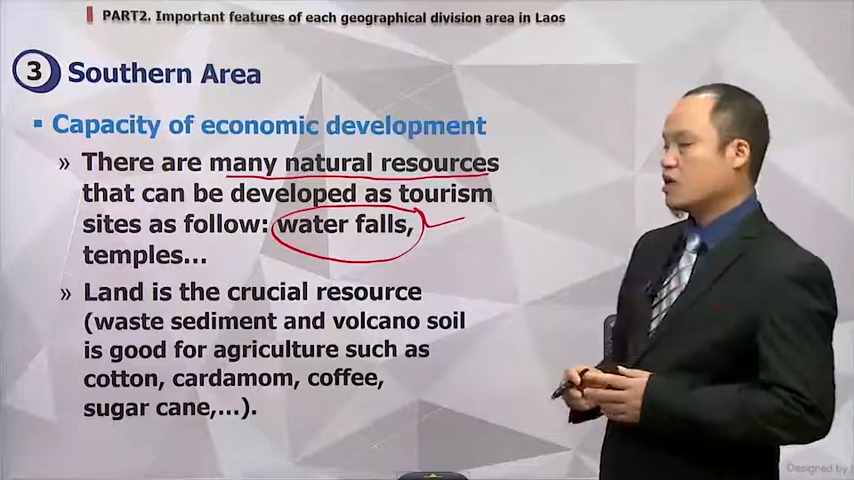 PART2. Important features of each geographical division area in Laos
3 Southern Area
▪ Capacity of economic development
» There are many natural resources
that can be developed as tourism
sites as follow: water falls,
temples...
» Land is the crucial resource
(waste sediment and volcano soil
is good for agriculture such as
cotton, cardamom, coffee,
sugar cane,...).
Designed by